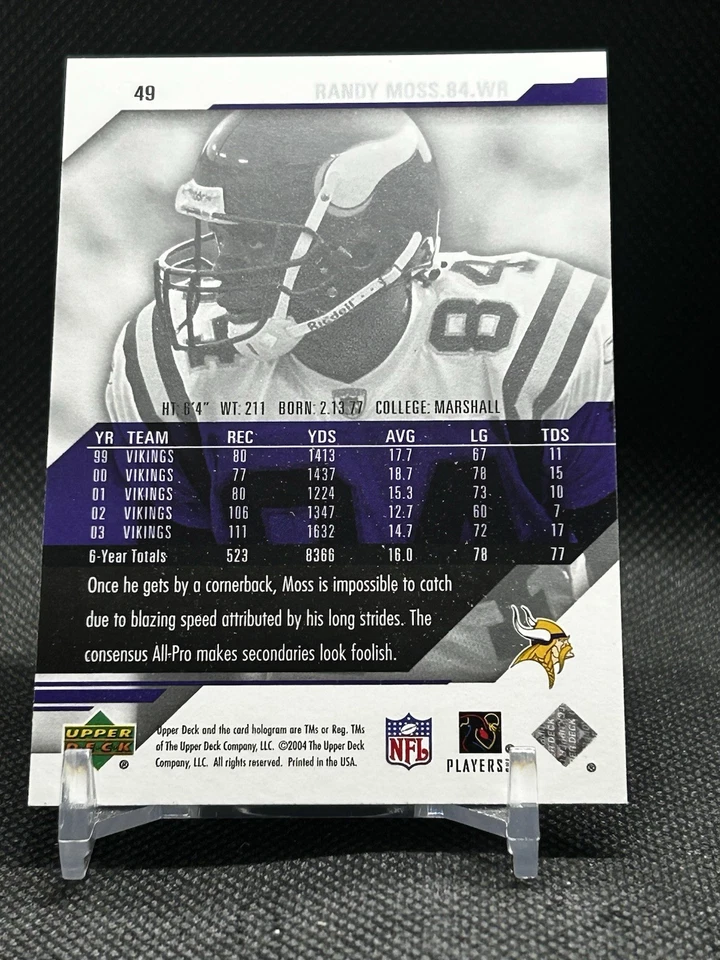 49
RANDY MOSS.84.WR
84
Riddell
HT: 6'4" WT: 211 BORN: 2.13.77 COLLEGE: MARSHALL
YR TEAM REC YDS AVG LG TDS
99 VIKINGS 80 1413 17.7 67 11
00 VIKINGS 77 1437 18.7 78 15
01 VIKINGS 80 1224 15.3 73 10
02 VIKINGS 106 1347 12.7 60 7
03 VIKINGS 111 1632 14.7 72 17
6-Year Totals 523 8366 16.0 78 77
Once he gets by a cornerback, Moss is impossible to catch
due to blazing speed attributed by his long strides. The
consensus All-Pro makes secondaries look foolish.
UPPER
DECK
®
Upper Deck and the card hologram are TMs or Reg. TMs
of The Upper Deck Company, LLC. ©2004 The Upper Deck
Company, LLC. All rights reserved. Printed in the USA.
NFL
PLAYERS
®